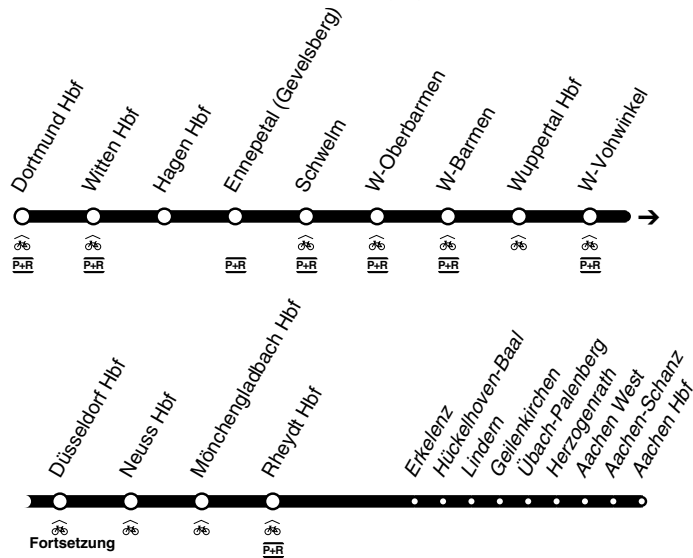 Dortmund Hbf
Witten Hbf
Hagen Hbf
Ennepetal (Gevelsberg)
Schwelm
W-Oberbarmen
W-Barmen
Wuppertal Hbf
W-Vohwinkel
P+R
P+R
P+R
P+R
P+R
P+R
P+R
Düsseldorf Hbf
Neuss Hbf
Mönchengladbach Hbf
Rheydt Hbf
Erkelenz
Hückelhoven-Baal
Lindern
Geilenkirchen
Übach-Palenberg
Herzogenrath
Aachen West
Aachen-Schanz
Aachen Hbf
Fortsetzung
P+R